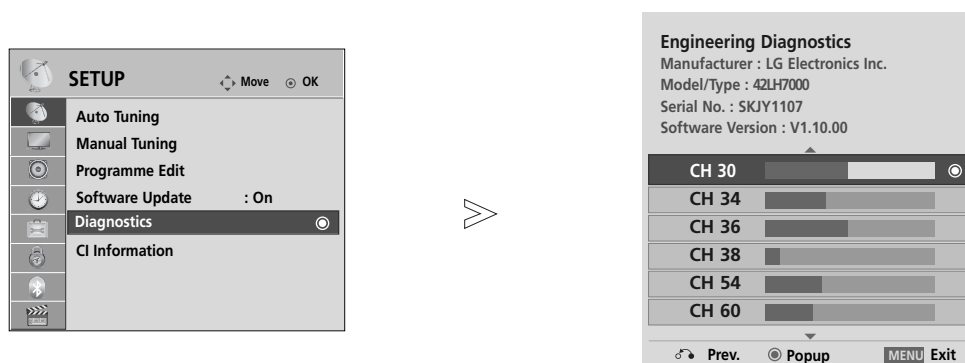 SETUP
Move OK
Auto Tuning
Manual Tuning
Programme Edit
Software Update : On
Diagnostics
CI Information
Engineering Diagnostics
Manufacturer : LG Electronics Inc.
Model/Type : 42LH7000
Serial No. : SKJY1107
Software Version : V1.10.00
CH 30
CH 34
CH 36
CH 38
CH 54
CH 60
Prev. Popup MENU Exit